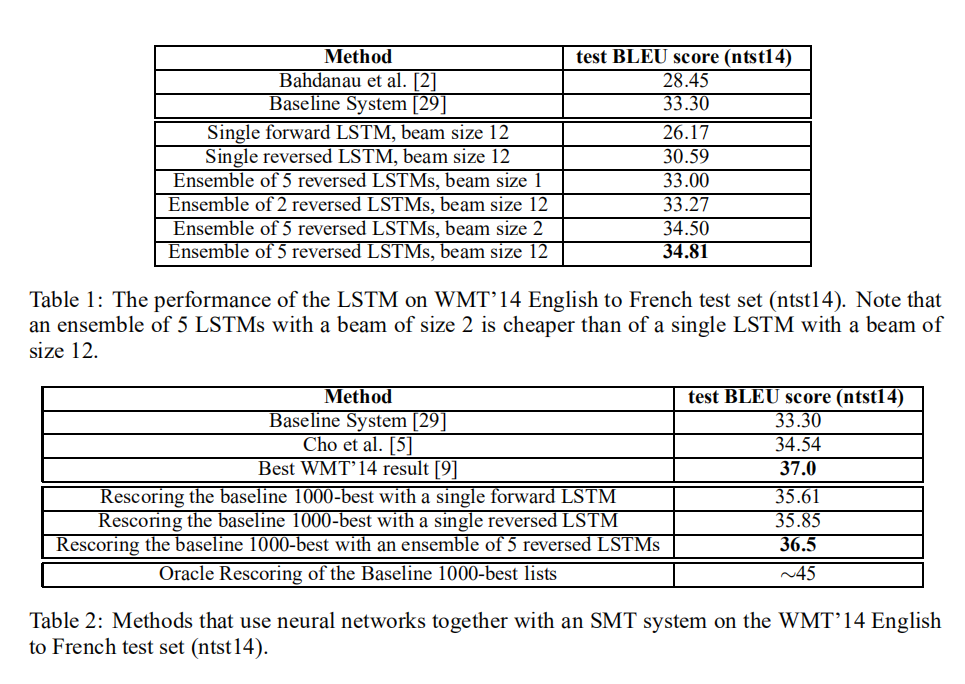 Method test BLEU score (ntst14)
Bahdanau et al. [2] 28.45
Baseline System [29] 33.30
Single forward LSTM, beam size 12 26.17
Single reversed LSTM, beam size 12 30.59
Ensemble of 5 reversed LSTMs, beam size 1 33.00
Ensemble of 2 reversed LSTMs, beam size 12 33.27
Ensemble of 5 reversed LSTMs, beam size 2 34.50
Ensemble of 5 reversed LSTMs, beam size 12 34.81
Table 1: The performance of the LSTM on WMT’14 English to French test set (ntst14). Note that
an ensemble of 5 LSTMs with a beam of size 2 is cheaper than of a single LSTM with a beam of
size 12.
Method test BLEU score (ntst14)
Baseline System [29] 33.30
Cho et al. [5] 34.54
Best WMT’14 result [9] 37.0
Rescoring the baseline 1000-best with a single forward LSTM 35.61
Rescoring the baseline 1000-best with a single reversed LSTM 35.85
Rescoring the baseline 1000-best with an ensemble of 5 reversed LSTMs 36.5
Oracle Rescoring of the Baseline 1000-best lists ∼45
Table 2: Methods that use neural networks together with an SMT system on the WMT’14 English
to French test set (ntst14).